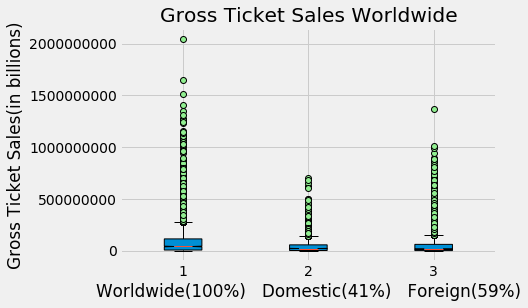 Gross Ticket Sales Worldwide
Gross Ticket Sales(in billions)
2000000000
1500000000
1000000000
500000000
0
1 2 3
Worldwide(100%) Domestic(41%) Foreign(59%)